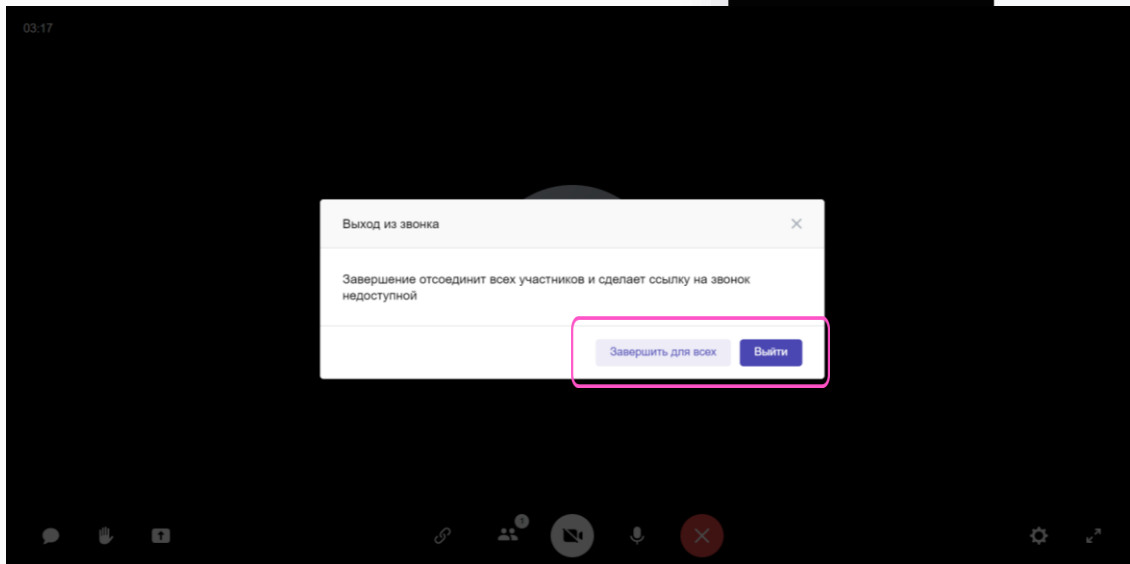 03:17
Выход из звонка
Завершение отсоединит всех участников и сделает ссылку на звонок
недоступной
Завершить для всех
Выйти
1